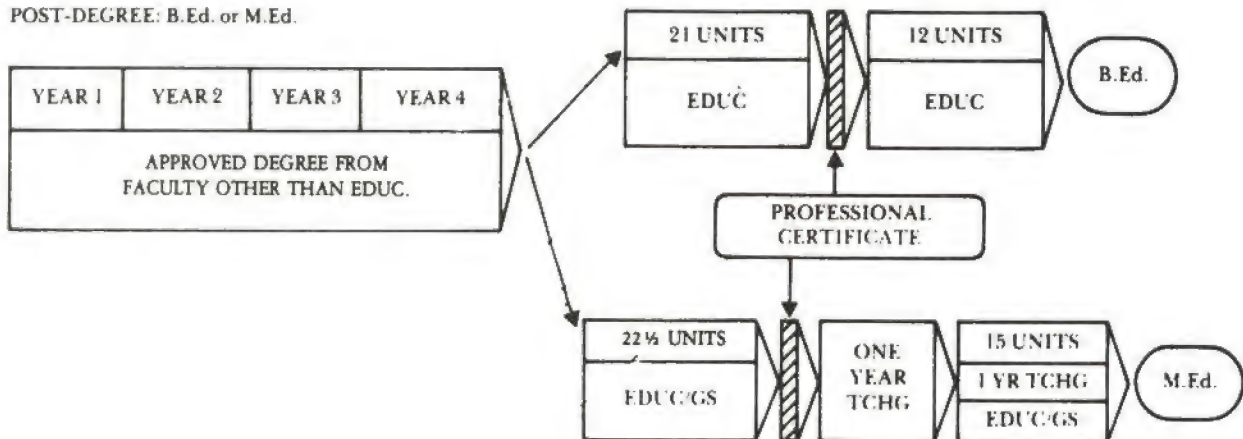 POST-DEGREE: B.Ed. or M.Ed.
YEAR 1
YEAR 2
YEAR 3
YEAR 4
APPROVED DEGREE FROM
FACULTY OTHER THAN EDUC.
21 UNITS
EDUC
12 UNITS
EDUC
B.Ed.
PROFESSIONAL
CERTIFICATE
22 ½ UNITS
EDUC/GS
ONE
YEAR
TCHG
15 UNITS
1 YR TCHG
EDUC/GS
M.Ed.